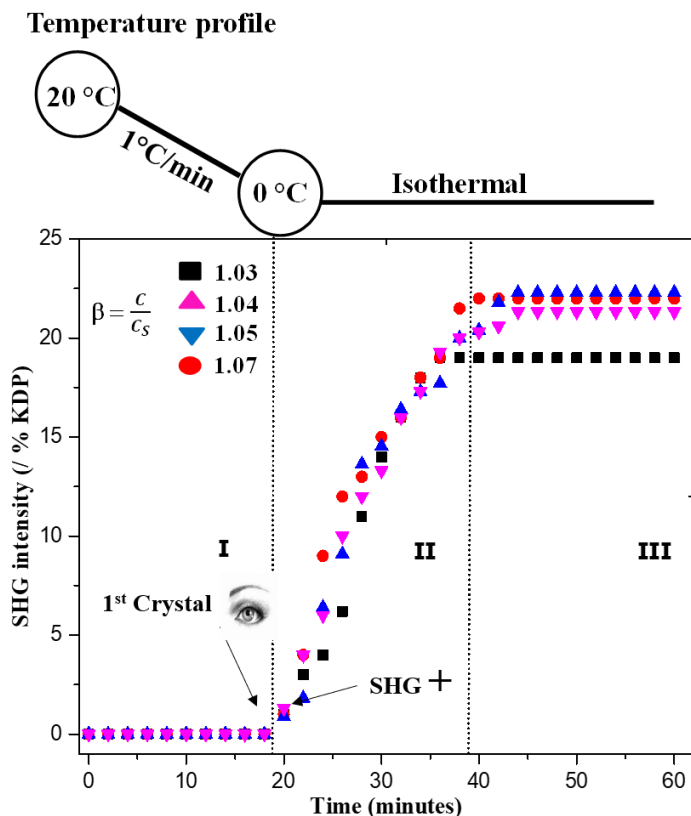 Temperature profile
20 °C
1°C/min
0 °C
Isothermal
25
20
15
10
5
0
SHG intensity (/ % KDP)
β = c/c_S
1.03
1.04
1.05
1.07
I
II
III
1st Crystal
SHG +
0 10 20 30 40 50 60
Time (minutes)